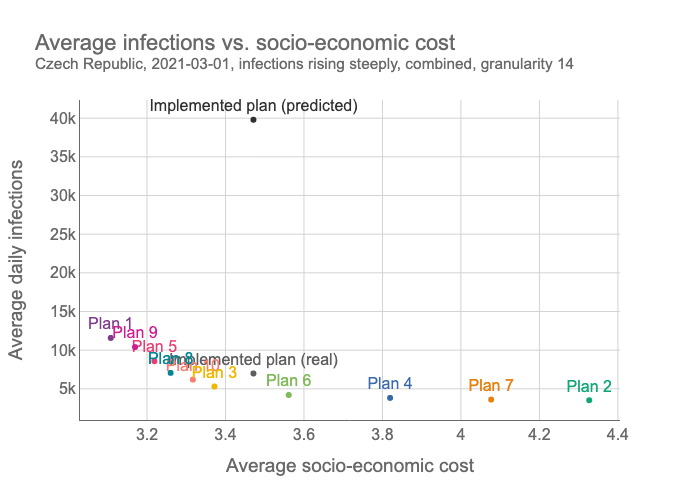 Average infections vs. socio-economic cost
Czech Republic, 2021-03-01, infections rising steeply, combined, granularity 14
Implemented plan (predicted)
40k
35k
30k
25k
20k
15k
10k
5k
Average daily infections
Plan 1
Plan 9
Plan 5
Plan 8
Implemented plan (real)
Plan 10
Plan 3
Plan 6
Plan 4
Plan 7
Plan 2
3.2
3.4
3.6
3.8
4
4.2
4.4
Average socio-economic cost